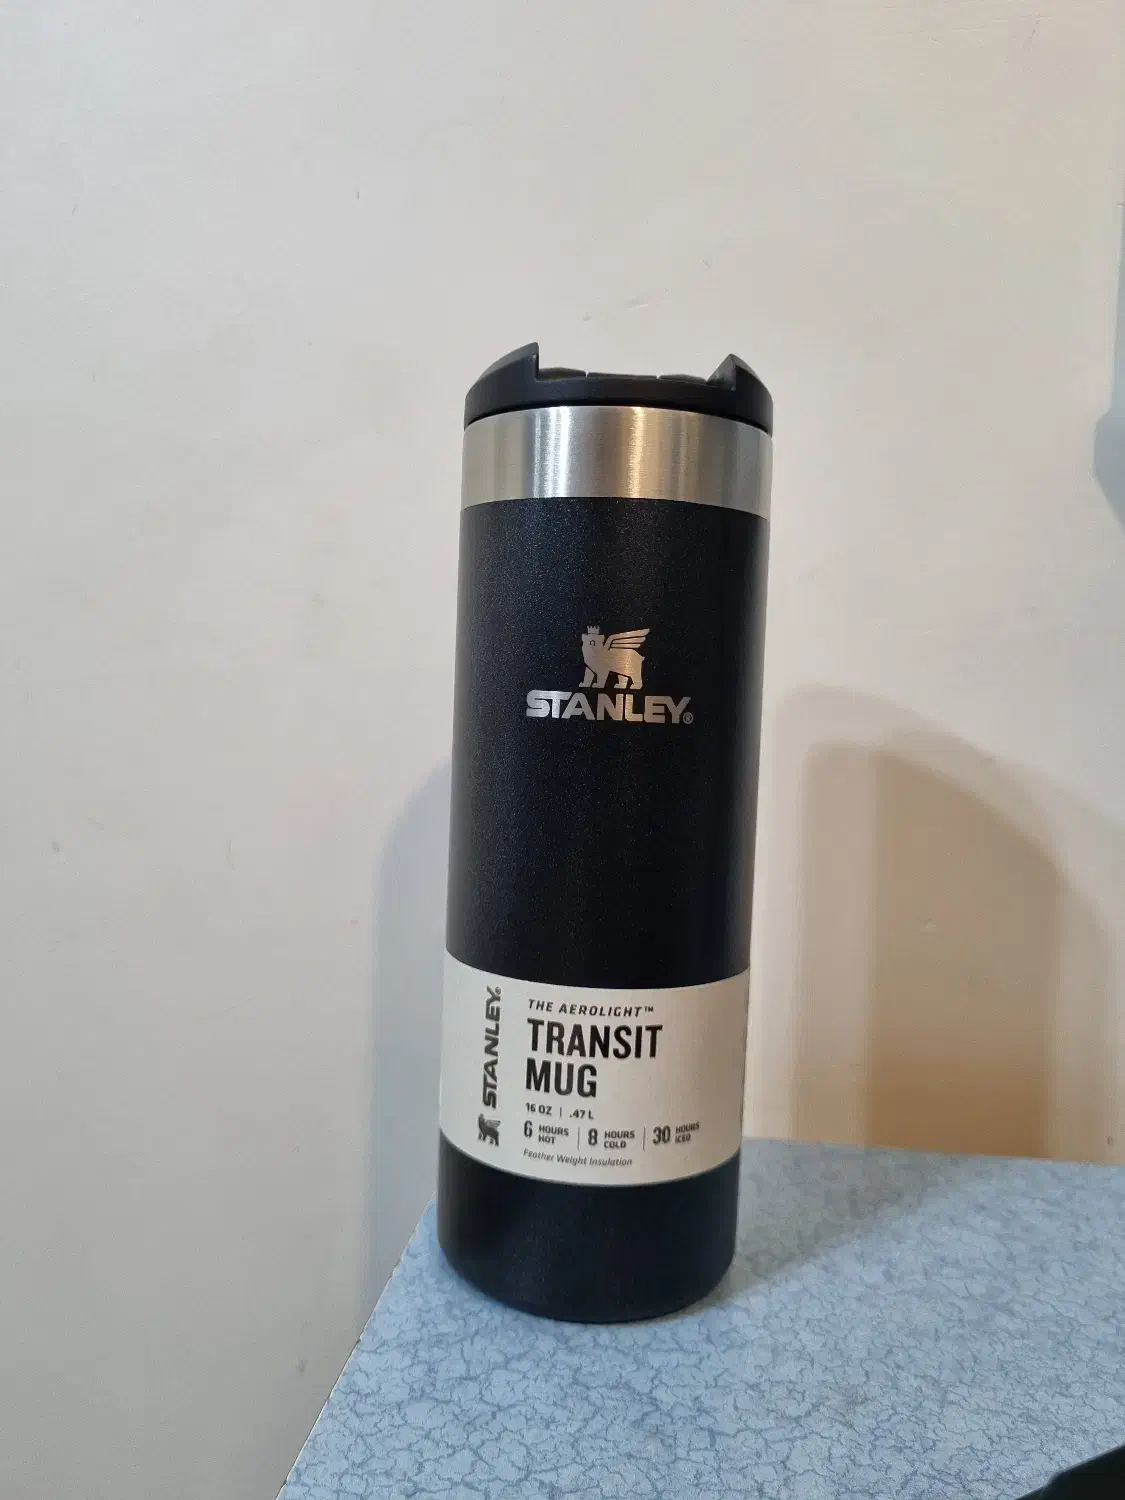 STANLEY®
STANLEY®
THE AEROLIGHT™
TRANSIT
MUG
16 OZ | .47 L
6 HOURS HOT | 8 HOURS COLD | 30 HOURS ICED
Feather Weight Insulation